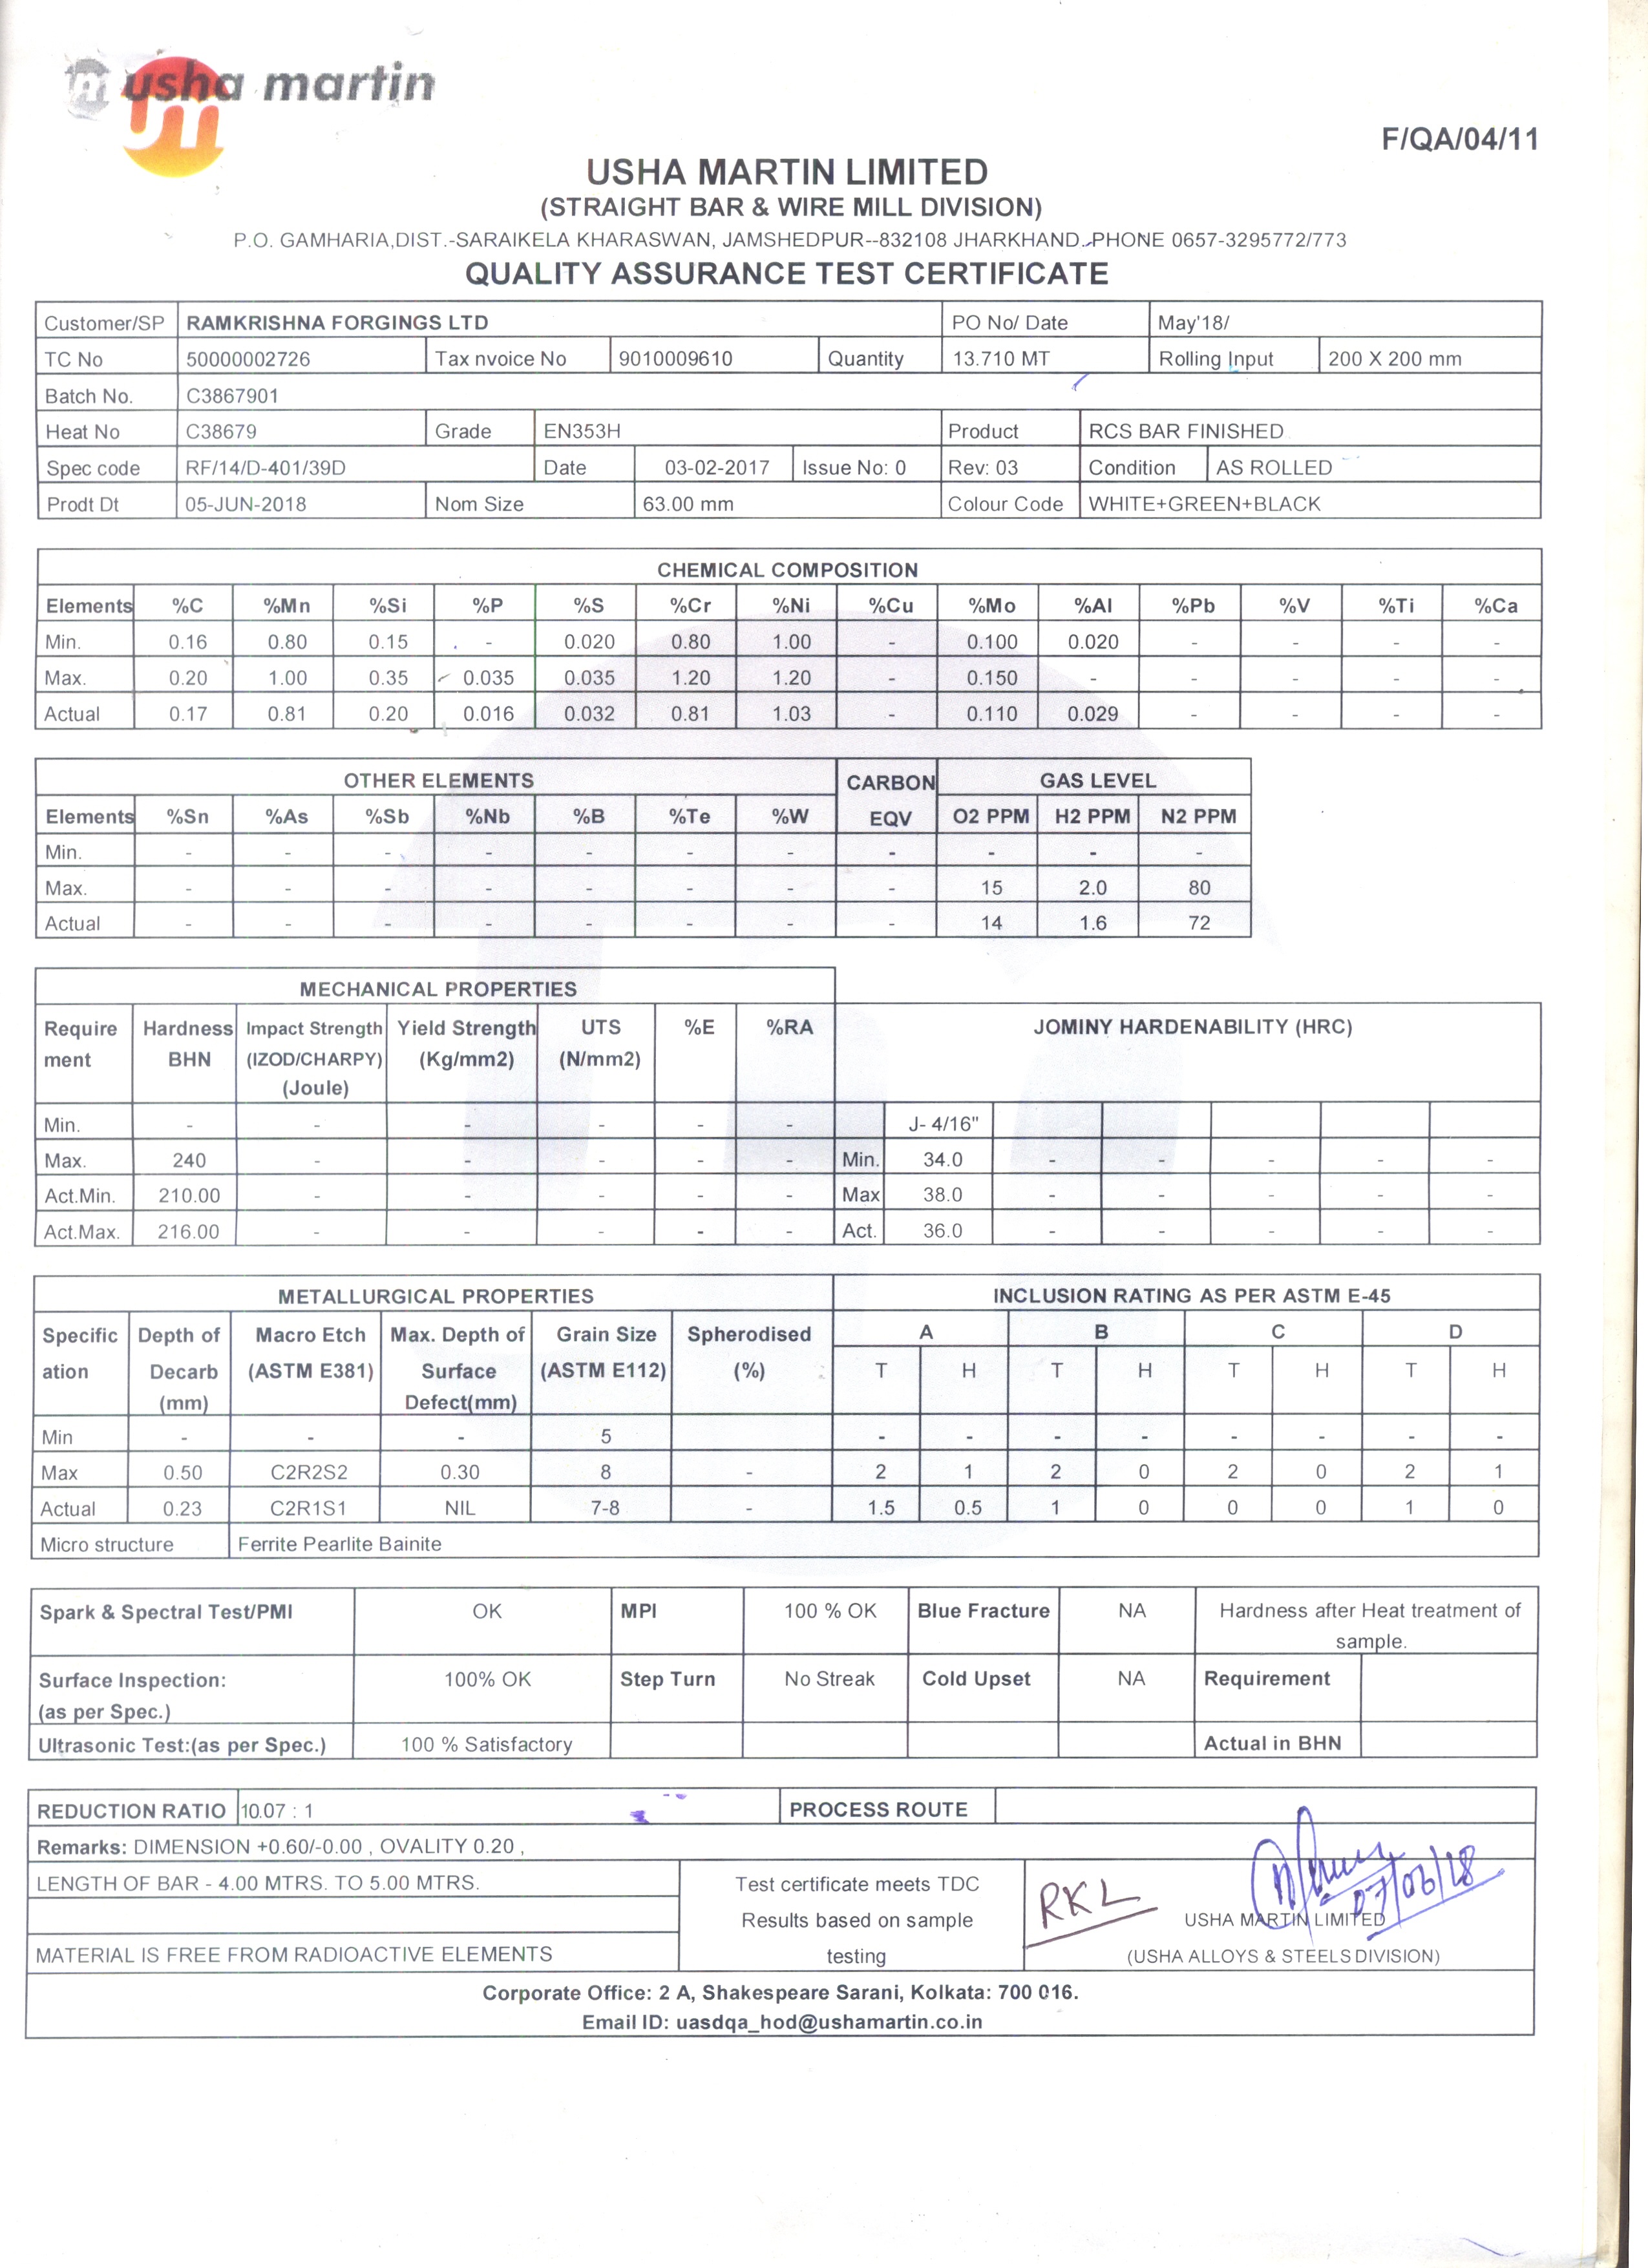 usha martin
um
F/QA/04/11
USHA MARTIN LIMITED
(STRAIGHT BAR & WIRE MILL DIVISION)
P.O. GAMHARIA,DIST.-SARAIKELA KHARASWAN, JAMSHEDPUR--832108 JHARKHAND.-PHONE 0657-3295772/773
QUALITY ASSURANCE TEST CERTIFICATE
Customer/SP RAMKRISHNA FORGINGS LTD PO No/ Date May'18/
TC No 50000002726 Tax nvoice No 9010009610 Quantity 13.710 MT Rolling Input 200 X 200 mm
Batch No. C3867901
Heat No C38679 Grade EN353H Product RCS BAR FINISHED
Spec code RF/14/D-401/39D Date 03-02-2017 Issue No: 0 Rev: 03 Condition AS ROLLED
Prodt Dt 05-JUN-2018 Nom Size 63.00 mm Colour Code WHITE+GREEN+BLACK
CHEMICAL COMPOSITION
Elements %C %Mn %Si %P %S %Cr %Ni %Cu %Mo %Al %Pb %V %Ti %Ca
Min. 0.16 0.80 0.15 - 0.020 0.80 1.00 - 0.100 0.020 - - - -
Max. 0.20 1.00 0.35 0.035 0.035 1.20 1.20 - 0.150 - - - - -
Actual 0.17 0.81 0.20 0.016 0.032 0.81 1.03 - 0.110 0.029 - - - -
OTHER ELEMENTS CARBON GAS LEVEL
Elements %Sn %As %Sb %Nb %B %Te %W EQV O2 PPM H2 PPM N2 PPM
Min. - - - - - - - - - - -
Max. - - - - - - - - 15 2.0 80
Actual - - - - - - - - 14 1.6 72
MECHANICAL PROPERTIES
Require Hardness Impact Strength Yield Strength UTS %E %RA JOMINY HARDENABILITY (HRC)
ment BHN (IZOD/CHARPY) (Kg/mm2) (N/mm2)
(Joule)
Min. - - - - - - J- 4/16"
Max. 240 - - - - - Min. 34.0 - - - - -
Act.Min. 210.00 - - - - - Max 38.0 - - - - -
Act.Max. 216.00 - - - - - Act. 36.0 - - - - -
METALLURGICAL PROPERTIES INCLUSION RATING AS PER ASTM E-45
Specific Depth of Macro Etch Max. Depth of Grain Size Spherodised A B C D
ation Decarb (ASTM E381) Surface (ASTM E112) (%) T H T H T H T H
(mm) Defect(mm)
Min - - - 5 - - - - - - - -
Max 0.50 C2R2S2 0.30 8 - 2 1 2 0 2 0 2 1
Actual 0.23 C2R1S1 NIL 7-8 - 1.5 0.5 1 0 0 0 1 0
Micro structure Ferrite Pearlite Bainite
Spark & Spectral Test/PMI OK MPI 100 % OK Blue Fracture NA Hardness after Heat treatment of
sample.
Surface Inspection: 100% OK Step Turn No Streak Cold Upset NA Requirement
(as per Spec.)
Ultrasonic Test:(as per Spec.) 100 % Satisfactory Actual in BHN
REDUCTION RATIO 10.07 : 1 PROCESS ROUTE
Remarks: DIMENSION +0.60/-0.00 , OVALITY 0.20 ,
LENGTH OF BAR - 4.00 MTRS. TO 5.00 MTRS. Test certificate meets TDC RKL 07/06/18
Results based on sample USHA MARTIN LIMITED
MATERIAL IS FREE FROM RADIOACTIVE ELEMENTS testing (USHA ALLOYS & STEELS DIVISION)
Corporate Office: 2 A, Shakespeare Sarani, Kolkata: 700 016.
Email ID: uasdqa_hod@ushamartin.co.in